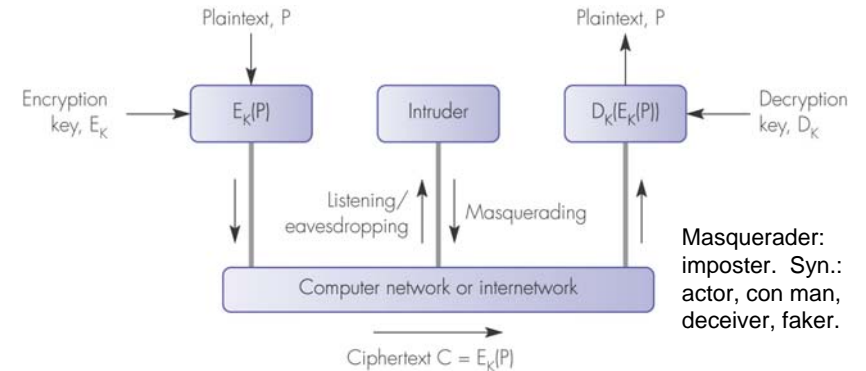 Plaintext, P
Plaintext, P
Encryption
key, E_K
E_K(P)
Intruder
D_K(E_K(P))
Decryption
key, D_K
Listening/
eavesdropping
Masquerading
Masquerader:
imposter. Syn.:
actor, con man,
deceiver, faker.
Computer network or internetwork
Ciphertext C = E_K(P)